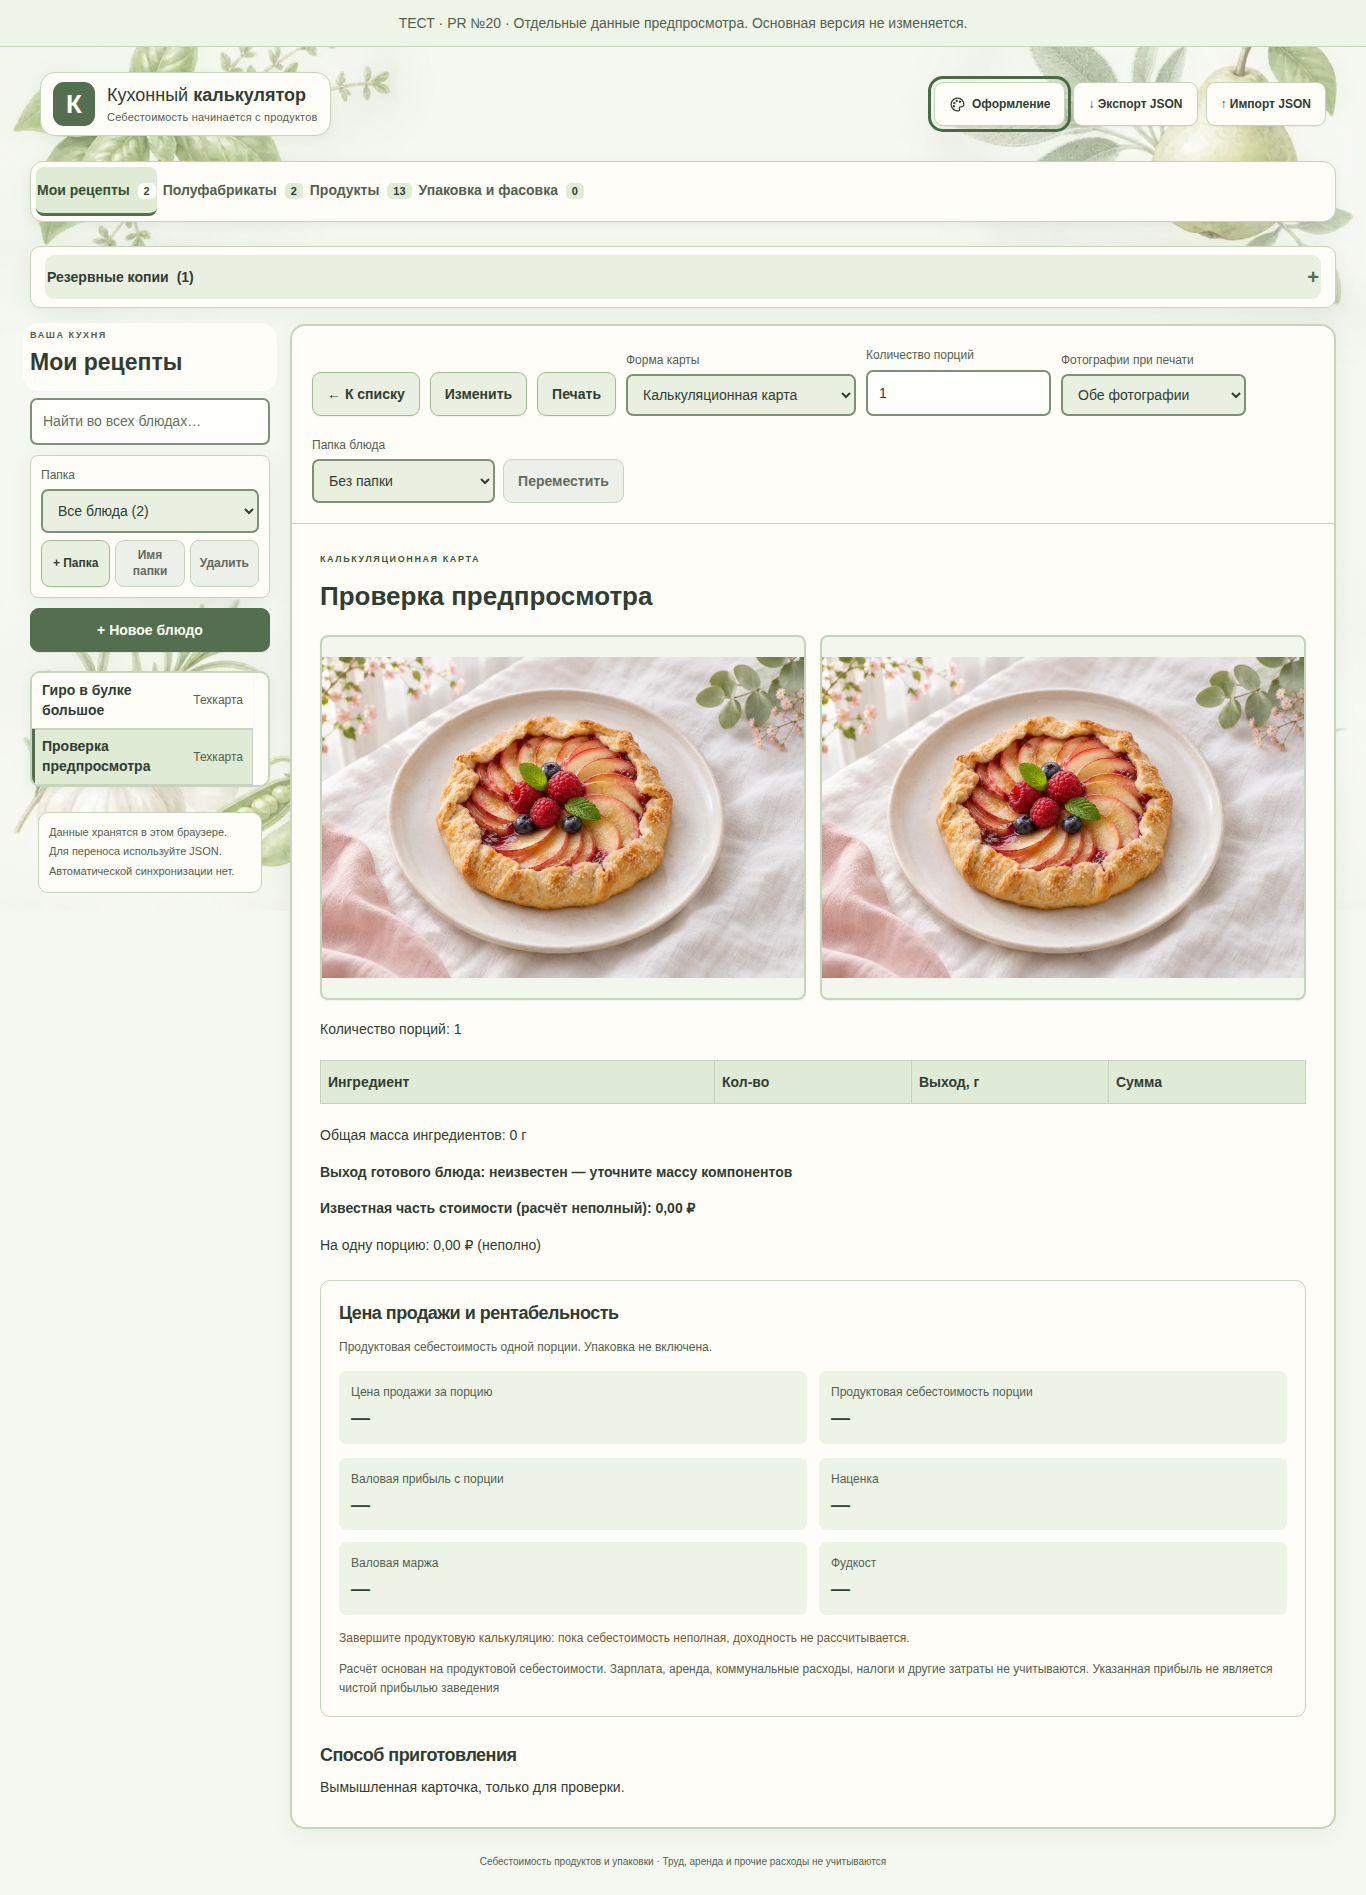 ТЕСТ · PR №20 · Отдельные данные предпросмотра. Основная версия не изменяется.
К
Кухонный калькулятор
Себестоимость начинается с продуктов
Оформление
↓ Экспорт JSON
↑ Импорт JSON
Мои рецепты 2 Полуфабрикаты 2 Продукты 13 Упаковка и фасовка 0
Резервные копии (1) +
ВАША КУХНЯ
Мои рецепты
Найти во всех блюдах…
Папка
Все блюда (2)
+ Папка
Имя папки
Удалить
+ Новое блюдо
Гиро в булке большое
Техкарта
Проверка предпросмотра
Техкарта
Данные хранятся в этом браузере.
Для переноса используйте JSON.
Автоматической синхронизации нет.
← К списку
Изменить
Печать
Форма карты
Калькуляционная карта
Количество порций
1
Фотографии при печати
Обе фотографии
Папка блюда
Без папки
Переместить
КАЛЬКУЛЯЦИОННАЯ КАРТА
Проверка предпросмотра
Количество порций: 1
Ингредиент Кол-во Выход, г Сумма
Общая масса ингредиентов: 0 г
Выход готового блюда: неизвестен — уточните массу компонентов
Известная часть стоимости (расчёт неполный): 0,00 ₽
На одну порцию: 0,00 ₽ (неполно)
Цена продажи и рентабельность
Продуктовая себестоимость одной порции. Упаковка не включена.
Цена продажи за порцию
—
Продуктовая себестоимость порции
—
Валовая прибыль с порции
—
Наценка
—
Валовая маржа
—
Фудкост
—
Завершите продуктовую калькуляцию: пока себестоимость неполная, доходность не рассчитывается.
Расчёт основан на продуктовой себестоимости. Зарплата, аренда, коммунальные расходы, налоги и другие затраты не учитываются. Указанная прибыль не является
чистой прибылью заведения
Способ приготовления
Вымышленная карточка, только для проверки.
Себестоимость продуктов и упаковки · Труд, аренда и прочие расходы не учитываются